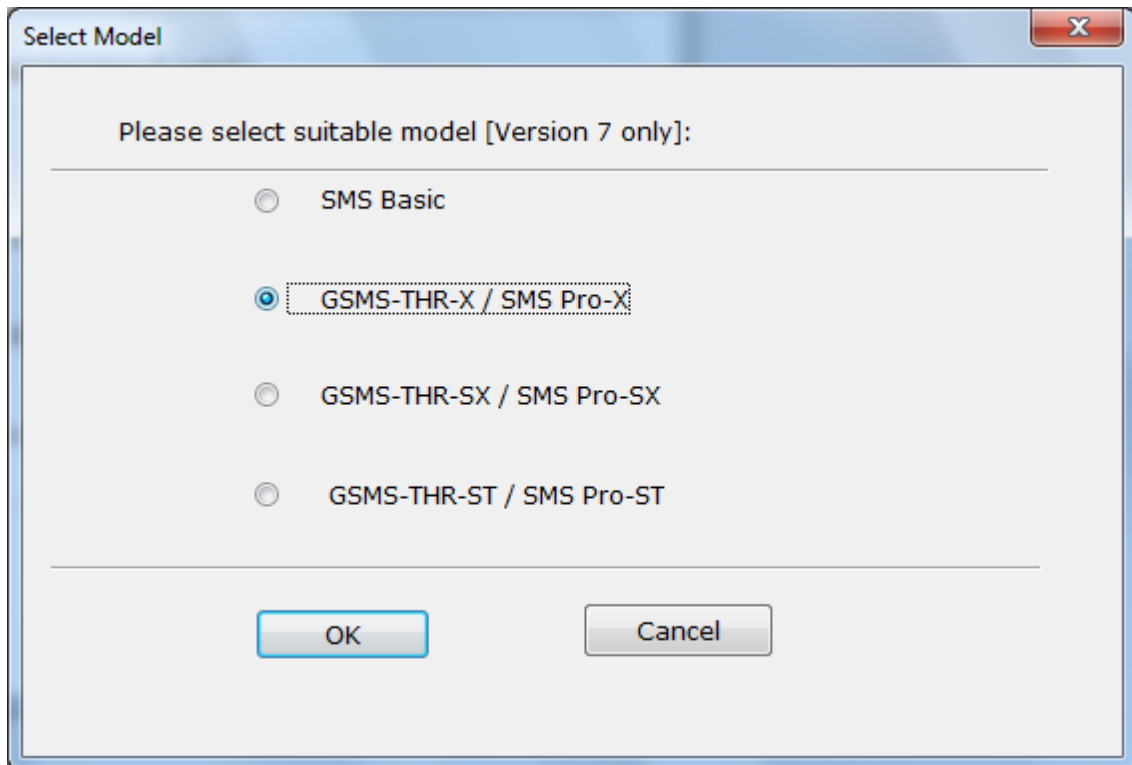 Select Model
Please select suitable model [Version 7 only]:
SMS Basic
GSMS-THR-X / SMS Pro-X
GSMS-THR-SX / SMS Pro-SX
GSMS-THR-ST / SMS Pro-ST
OK
Cancel